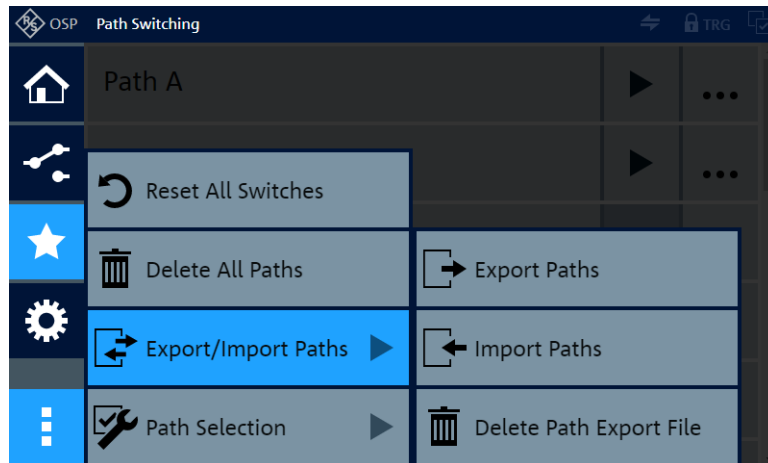 R&S OSP Path Switching TRG
Path A
Reset All Switches
Delete All Paths
Export Paths
Export/Import Paths
Import Paths
Path Selection
Delete Path Export File